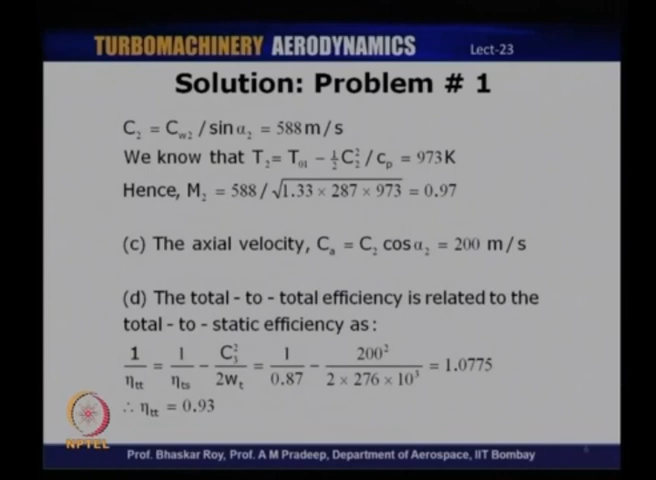 TURBOMACHINERY AERODYNAMICS Lect-23
Solution: Problem # 1
C₂ = C_w2 / sin α₂ = 588 m/s
We know that T₂ = T₀₁ − ½C₂² / c_p = 973K
Hence, M₂ = 588 / √(1.33 × 287 × 973) = 0.97
(c) The axial velocity, C_a = C₂ cos α₂ = 200 m/s
(d) The total - to - total efficiency is related to the
total - to - static efficiency as:
1/η_tt = 1/η_ts − C₃²/2w_t = 1/0.87 − 200²/(2 × 276 × 10³) = 1.0775
∴ η_tt = 0.93
NPTEL
Prof. Bhaskar Roy, Prof. A M Pradeep, Department of Aerospace, IIT Bombay